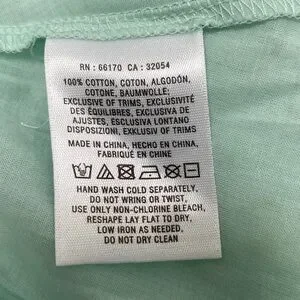 RN : 66170 CA : 32054
100% COTTON, COTON, ALGODÓN,
COTONE, BAUMWOLLE;
EXCLUSIVE OF TRIMS, EXCLUSIVITÉ
DES ÉQUILIBRES, EXCLUSIVA DE
AJUSTES, ESCLUSIVA LONTANO
DISPOSIZIONI, EXKLUSIV OF TRIMS
MADE IN CHINA, HECHO EN CHINA,
FABRIQUÉ EN CHINE
HAND WASH COLD SEPARATELY,
DO NOT WRING OR TWIST,
USE ONLY NON-CHLORINE BLEACH,
RESHAPE LAY FLAT TO DRY,
LOW IRON AS NEEDED,
DO NOT DRY CLEAN